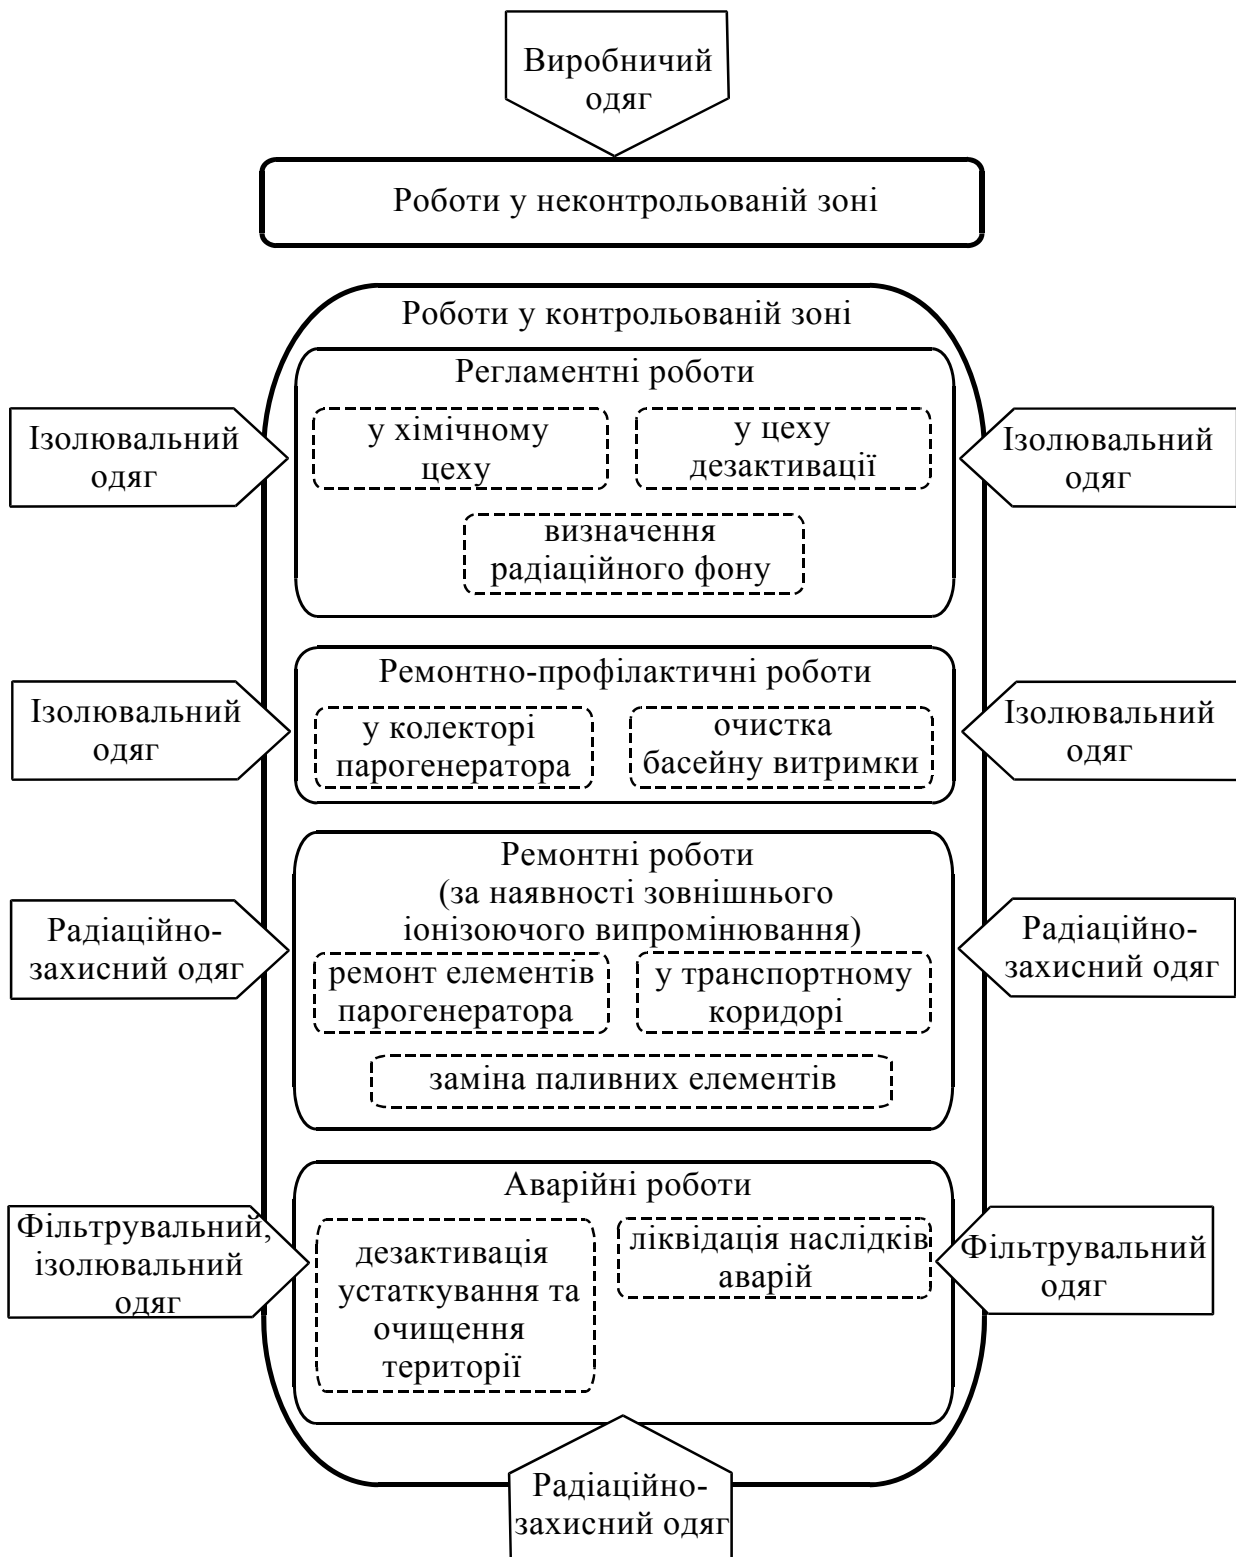 Виробничий
одяг
Роботи у неконтрольованій зоні
Роботи у контрольованій зоні
Регламентні роботи
Ізолювальний
одяг
у хімічному
цеху
у цеху
дезактивації
Ізолювальний
одяг
визначення
радіаційного фону
Ремонтно-профілактичні роботи
Ізолювальний
одяг
у колекторі
парогенератора
очистка
басейну витримки
Ізолювальний
одяг
Ремонтні роботи
(за наявності зовнішнього
іонізоючого випромінювання)
Радіаційно-
захисний одяг
ремонт елементів
парогенератора
у транспортному
коридорі
Радіаційно-
захисний одяг
заміна паливних елементів
Аварійні роботи
Фільтрувальний,
ізолювальний
одяг
дезактивація
устаткування та
очищення
території
ліквідація наслідків
аварій
Фільтрувальний
одяг
Радіаційно-
захисний одяг